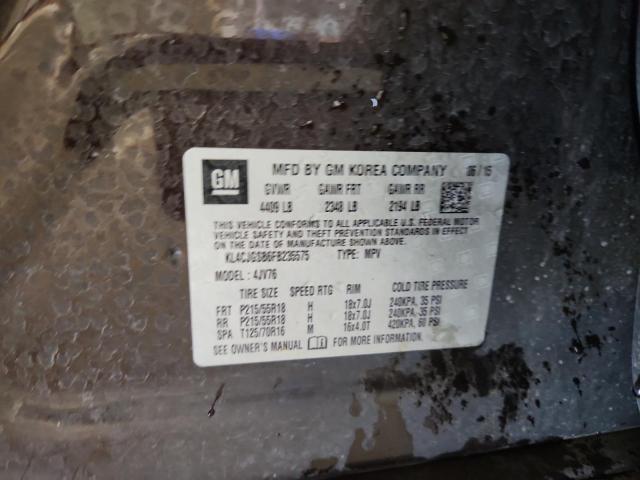 GM
MFD BY GM KOREA COMPANY 06/15
GVWR GAWR FRT GAWR RR
4409 LB 2348 LB 2194 LB
THIS VEHICLE CONFORMS TO ALL APPLICABLE U.S. FEDERAL MOTOR
VEHICLE SAFETY AND THEFT PREVENTION STANDARDS IN EFFECT ON
THE DATE OF MANUFACTURE SHOWN ABOVE.
KL4CJGSB6FB235575 TYPE: MPV
MODEL: 4JV76
TIRE SIZE SPEED RTG RIM COLD TIRE PRESSURE
FRT P215/55R18 H 18x7.0J 240KPA, 35 PSI
RR P215/55R18 H 18x7.0J 240KPA, 35 PSI
SPA T125/70R16 M 16x4.0T 420KPA, 60 PSI
SEE OWNER'S MANUAL FOR MORE INFORMATION.